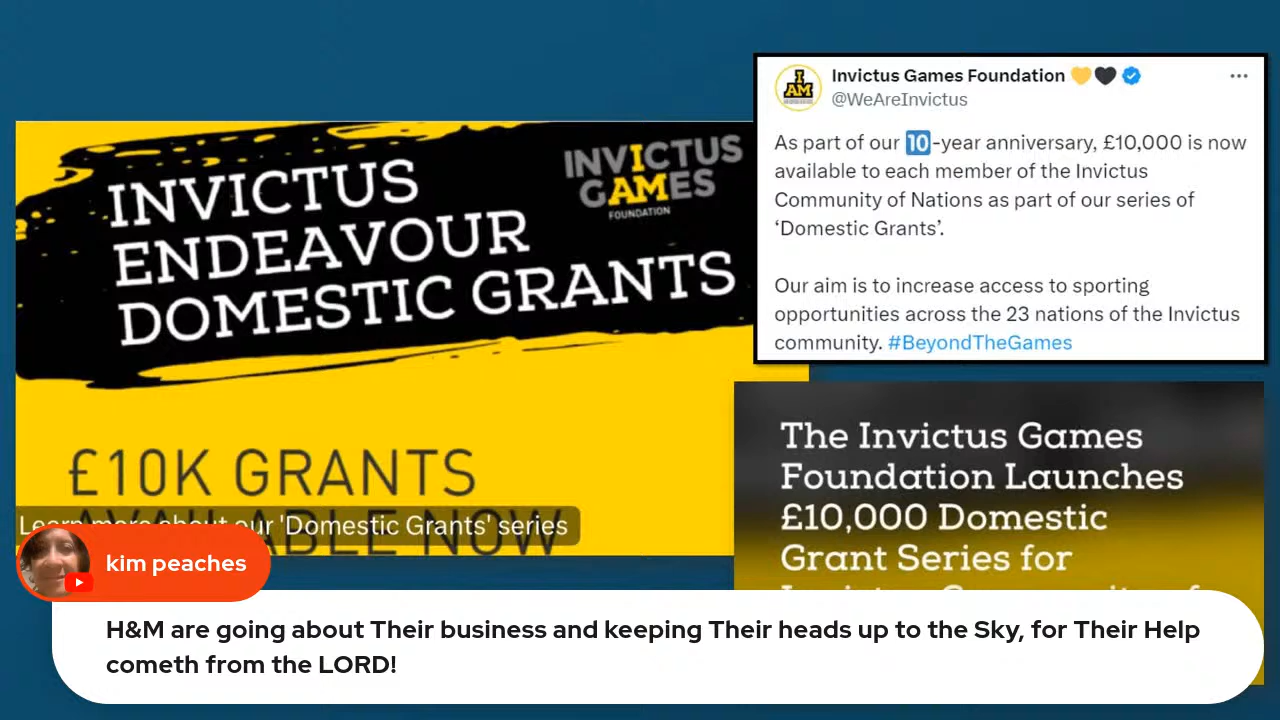 INVICTUS
ENDEAVOUR
DOMESTIC GRANTS
INVICTUS
GAMES
FOUNDATION
£10K GRANTS
AVAILABLE NOW
Learn more about our 'Domestic Grants' series
I
AM
Invictus Games Foundation 💛🖤
@WeAreInvictus
As part of our 🔟-year anniversary, £10,000 is now
available to each member of the Invictus
Community of Nations as part of our series of
‘Domestic Grants’.
Our aim is to increase access to sporting
opportunities across the 23 nations of the Invictus
community. #BeyondTheGames
The Invictus Games
Foundation Launches
£10,000 Domestic
Grant Series for
kim peaches
H&M are going about Their business and keeping Their heads up to the Sky, for Their Help
cometh from the LORD!